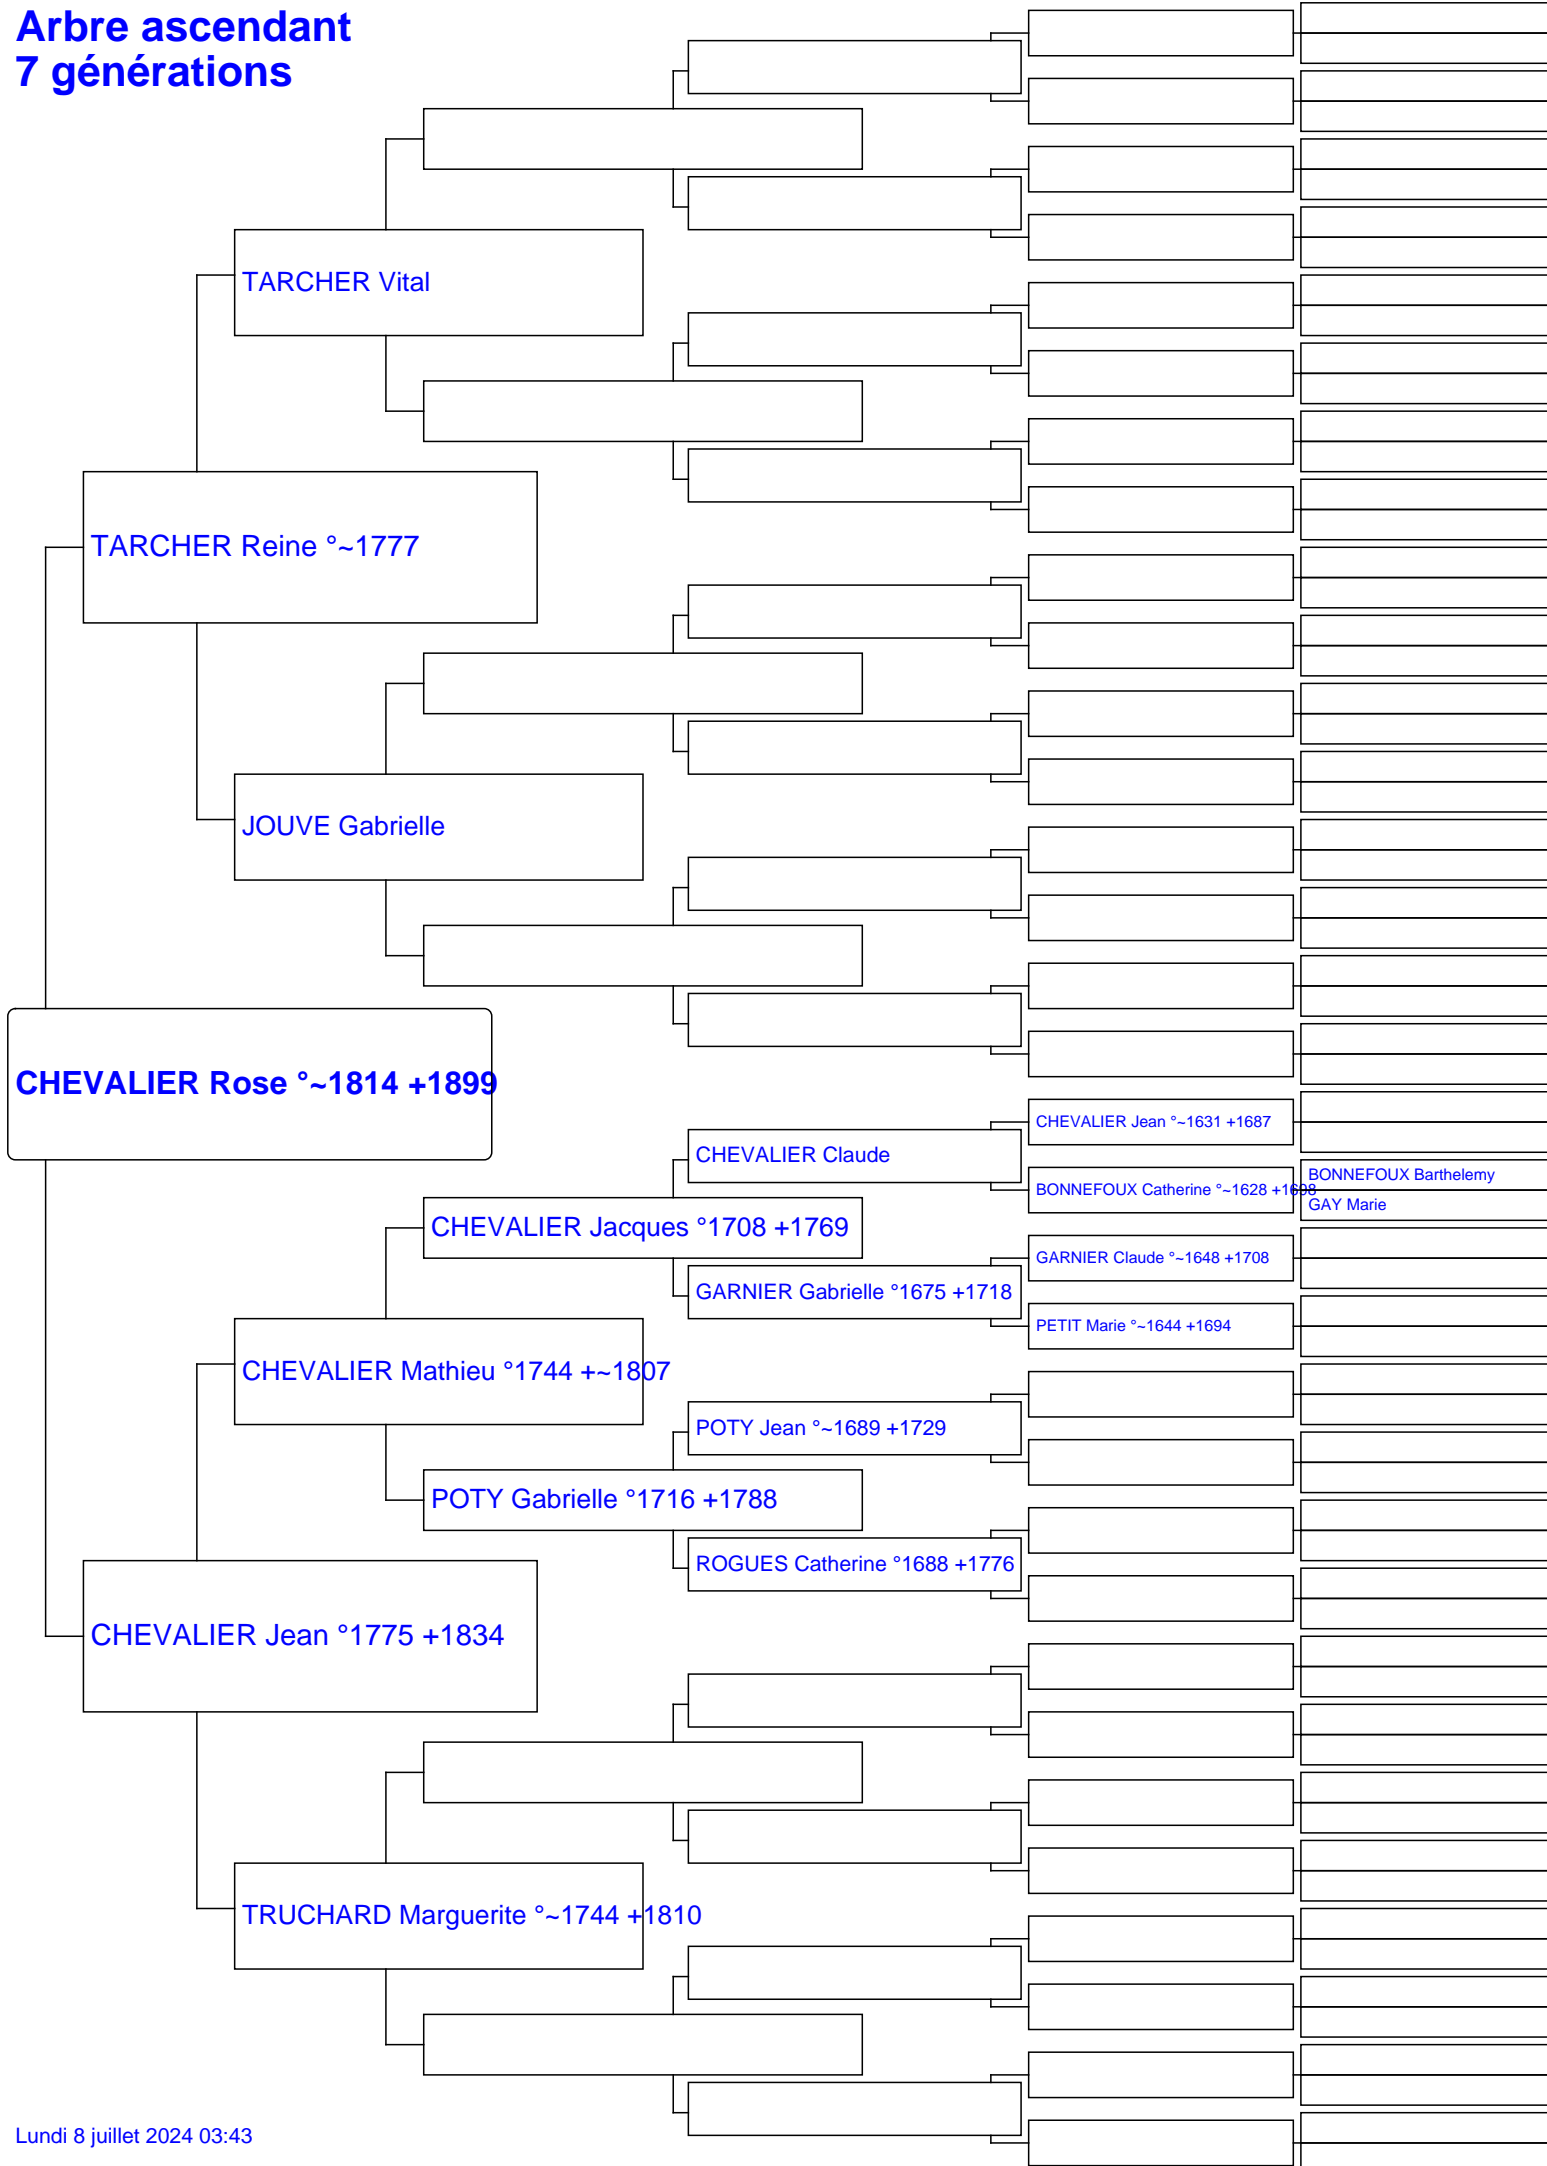 Arbre ascendant
7 générations
TARCHER Vital
TARCHER Reine °~1777
JOUVE Gabrielle
CHEVALIER Rose °~1814 +1899
CHEVALIER Jean °~1631 +1687
CHEVALIER Claude
BONNEFOUX Barthelemy
BONNEFOUX Catherine °~1628 +1698
GAY Marie
CHEVALIER Jacques °1708 +1769
GARNIER Claude °~1648 +1708
GARNIER Gabrielle °1675 +1718
PETIT Marie °~1644 +1694
CHEVALIER Mathieu °1744 +~1807
POTY Jean °~1689 +1729
POTY Gabrielle °1716 +1788
ROGUES Catherine °1688 +1776
CHEVALIER Jean °1775 +1834
TRUCHARD Marguerite °~1744 +1810
Lundi 8 juillet 2024 03:43